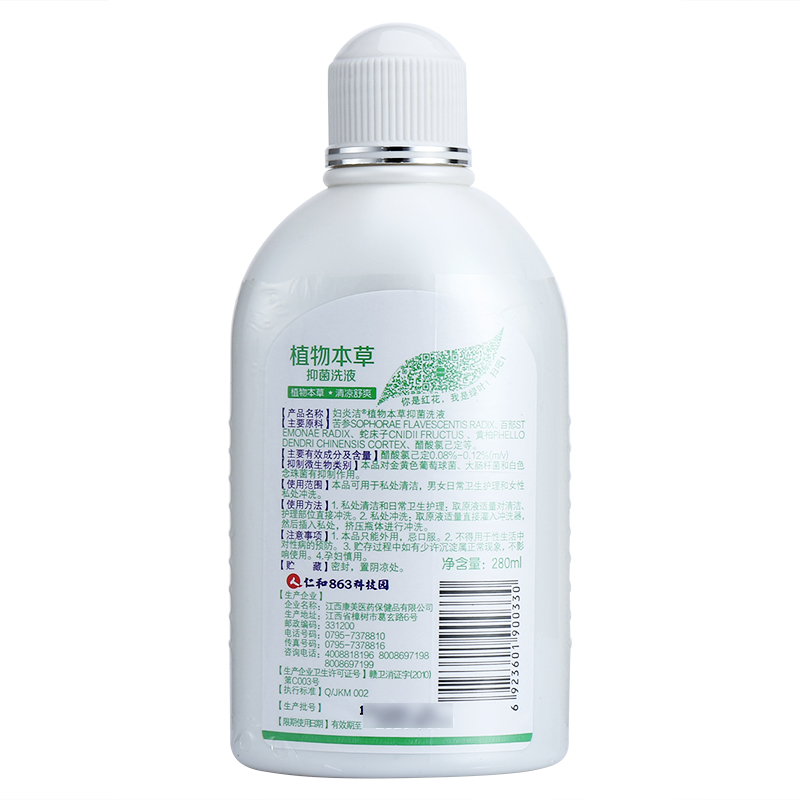 植物本草
抑菌洗液
植物本草·清凉舒爽
你是红花,我是绿叶!
【产品名称】妇炎洁®植物本草抑菌洗液
【主要原料】苦参SOPHORAE FLAVESCENTIS RADIX、百部ST
EMONAE RADIX、蛇床子CNIDII FRUCTUS 、黄柏PHELLO
DENDRI CHINENSIS CORTEX、醋酸氯己定等。
【主要有效成分及含量】醋酸氯己定0.08%-0.12%(m/v)
【抑制微生物类别】本品对金黄色葡萄球菌、大肠杆菌和白色
念珠菌有抑制作用。
【使用范围】本品可用于私处清洁,男女日常卫生护理和女性
私处冲洗。
【使用方法】1. 私处清洁和日常卫生护理:取原液适量对清洁,
护理部位直接冲洗。2. 私处冲洗:取原液适量直接灌入冲洗器,
然后插入私处,挤压瓶体进行冲洗。
【注意事项】1. 本品只能外用,忌口服。2. 不得用于性生活中
对性病的预防。3. 贮存过程中如有少许沉淀属正常现象,不影
响使用。4.孕妇慎用。
【贮 藏】密封,置阴凉处。
净含量:280ml
仁和863科技园
【生产企业】
企业名称:江西康美医药保健品有限公司
生产地址:江西省樟树市葛玄路6号
邮政编码:331200
电话号码:0795-7378810
传真号码:0795-7378816
咨询电话:4008818196 8008697198
8008697199
【生产企业卫生许可证号】赣卫消证字(2010)
第C003号
【执行标准】Q/JKM 002
【生产批号】
【限期使用日期】有效期至
6 923601 900330